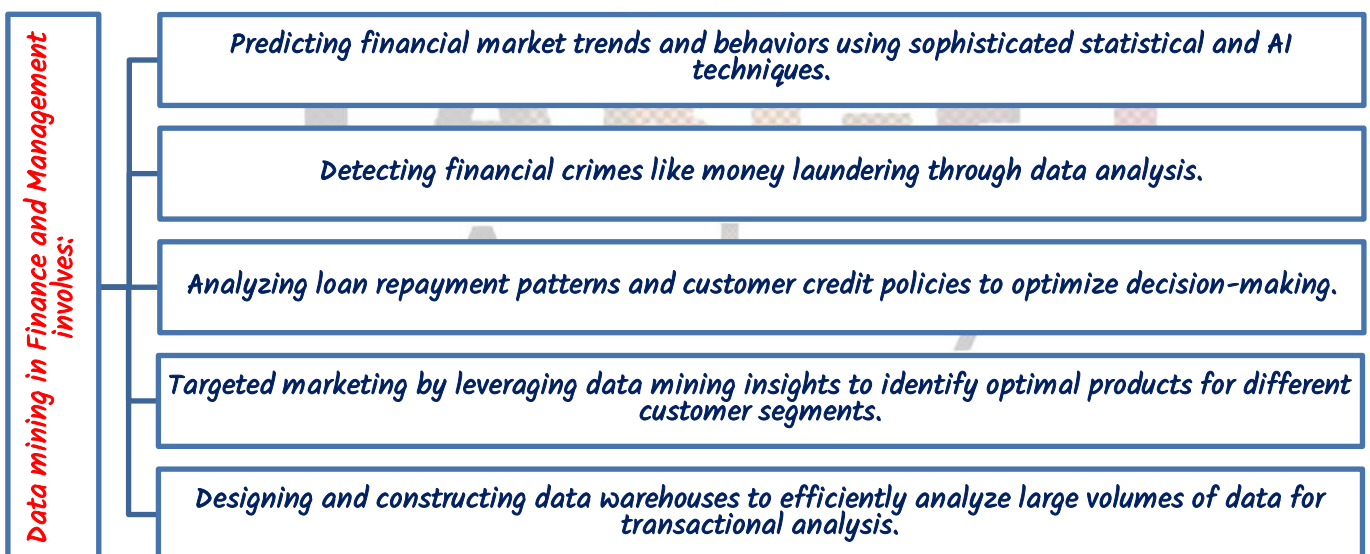 Data mining in Finance and Management
involves:
Predicting financial market trends and behaviors using sophisticated statistical and AI
techniques.
Detecting financial crimes like money laundering through data analysis.
Analyzing loan repayment patterns and customer credit policies to optimize decision-making.
Targeted marketing by leveraging data mining insights to identify optimal products for different
customer segments.
Designing and constructing data warehouses to efficiently analyze large volumes of data for
transactional analysis.